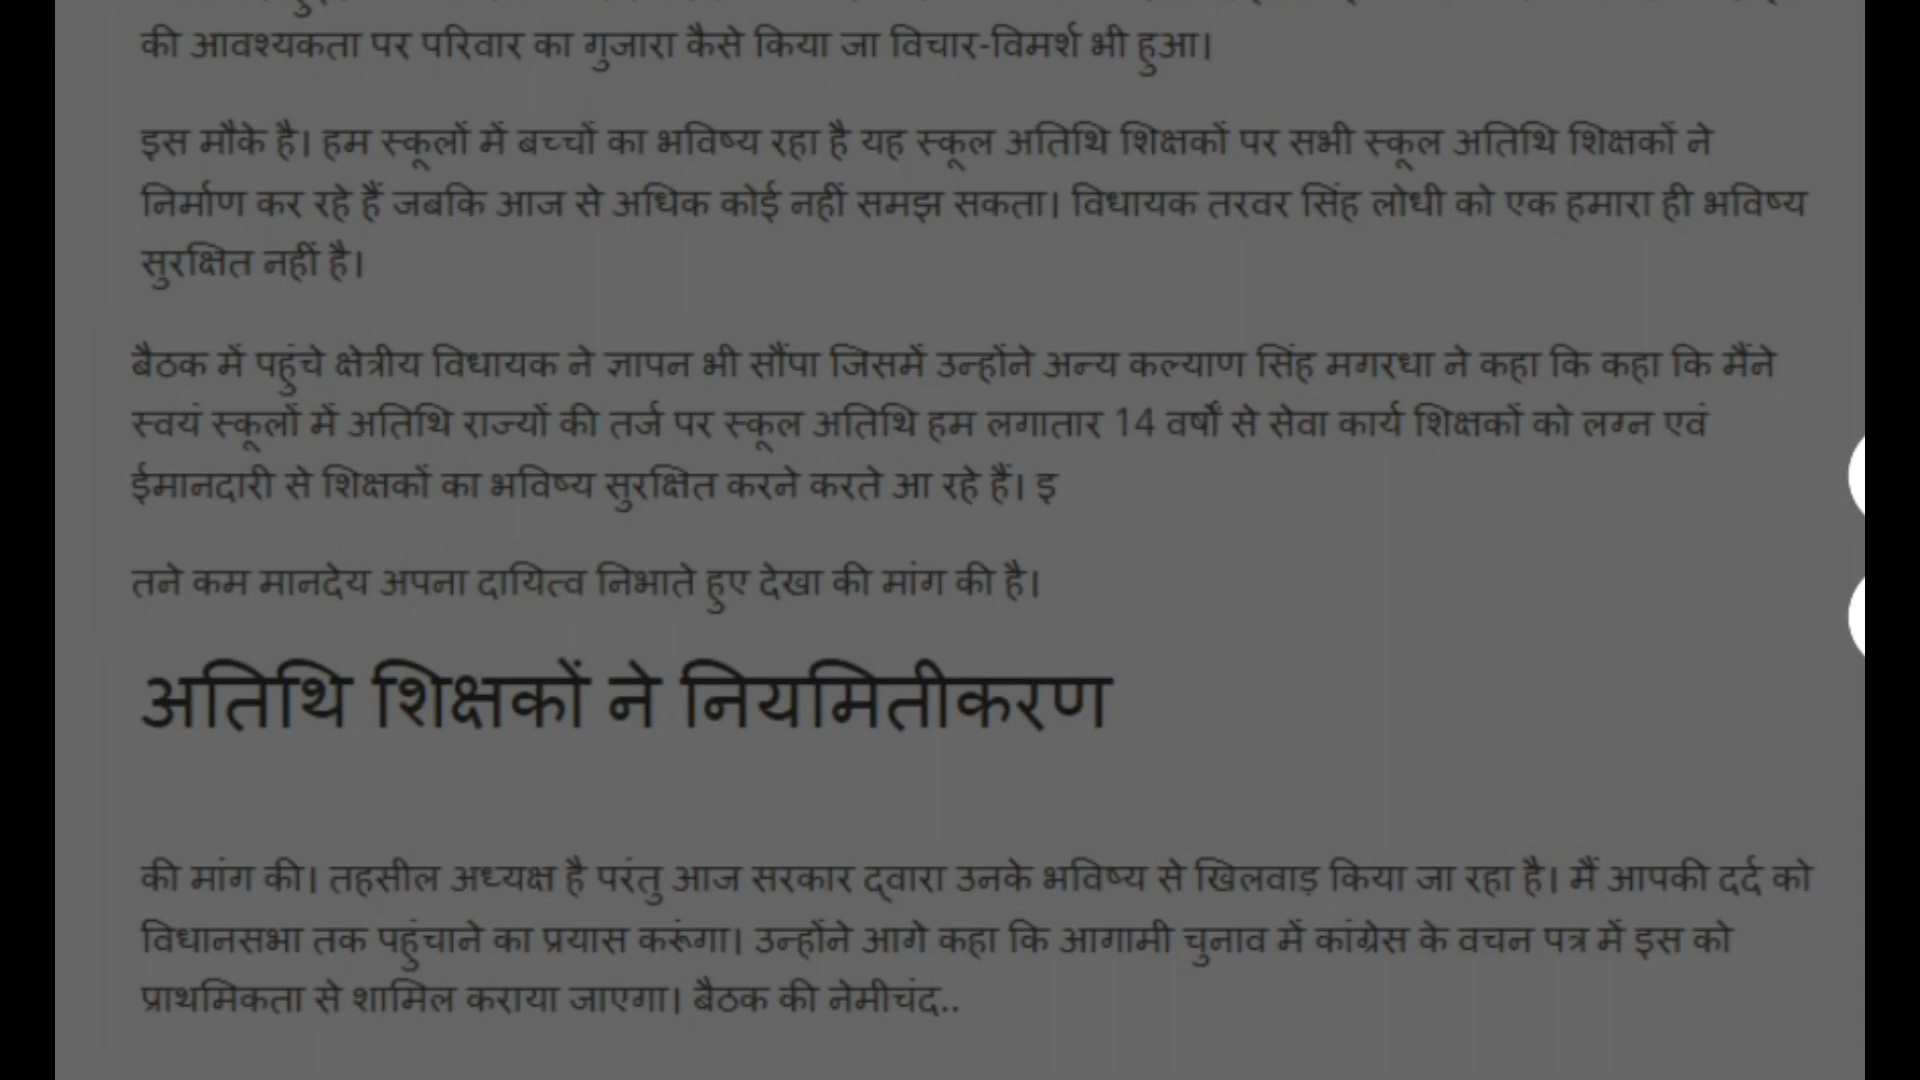 की आवश्यकता पर परिवार का गुजारा कैसे किया जा विचार-विमर्श भी हुआ।
इस मौके है। हम स्कूलों में बच्चों का भविष्य रहा है यह स्कूल अतिथि शिक्षकों पर सभी स्कूल अतिथि शिक्षकों ने
निर्माण कर रहे हैं जबकि आज से अधिक कोई नहीं समझ सकता। विधायक तरवर सिंह लोधी को एक हमारा ही भविष्य
सुरक्षित नहीं है।
बैठक में पहुंचे क्षेत्रीय विधायक ने ज्ञापन भी सौंपा जिसमें उन्होंने अन्य कल्याण सिंह मगरधा ने कहा कि कहा कि मैंने
स्वयं स्कूलों में अतिथि राज्यों की तर्ज पर स्कूल अतिथि हम लगातार 14 वर्षों से सेवा कार्य शिक्षकों को लग्न एवं
ईमानदारी से शिक्षकों का भविष्य सुरक्षित करने करते आ रहे हैं। इ
तने कम मानदेय अपना दायित्व निभाते हुए देखा की मांग की है।
अतिथि शिक्षकों ने नियमितीकरण
की मांग की। तहसील अध्यक्ष है परंतु आज सरकार द्वारा उनके भविष्य से खिलवाड़ किया जा रहा है। मैं आपकी दर्द को
विधानसभा तक पहुंचाने का प्रयास करूंगा। उन्होंने आगे कहा कि आगामी चुनाव में कांग्रेस के वचन पत्र में इस को
प्राथमिकता से शामिल कराया जाएगा। बैठक की नेमीचंद..